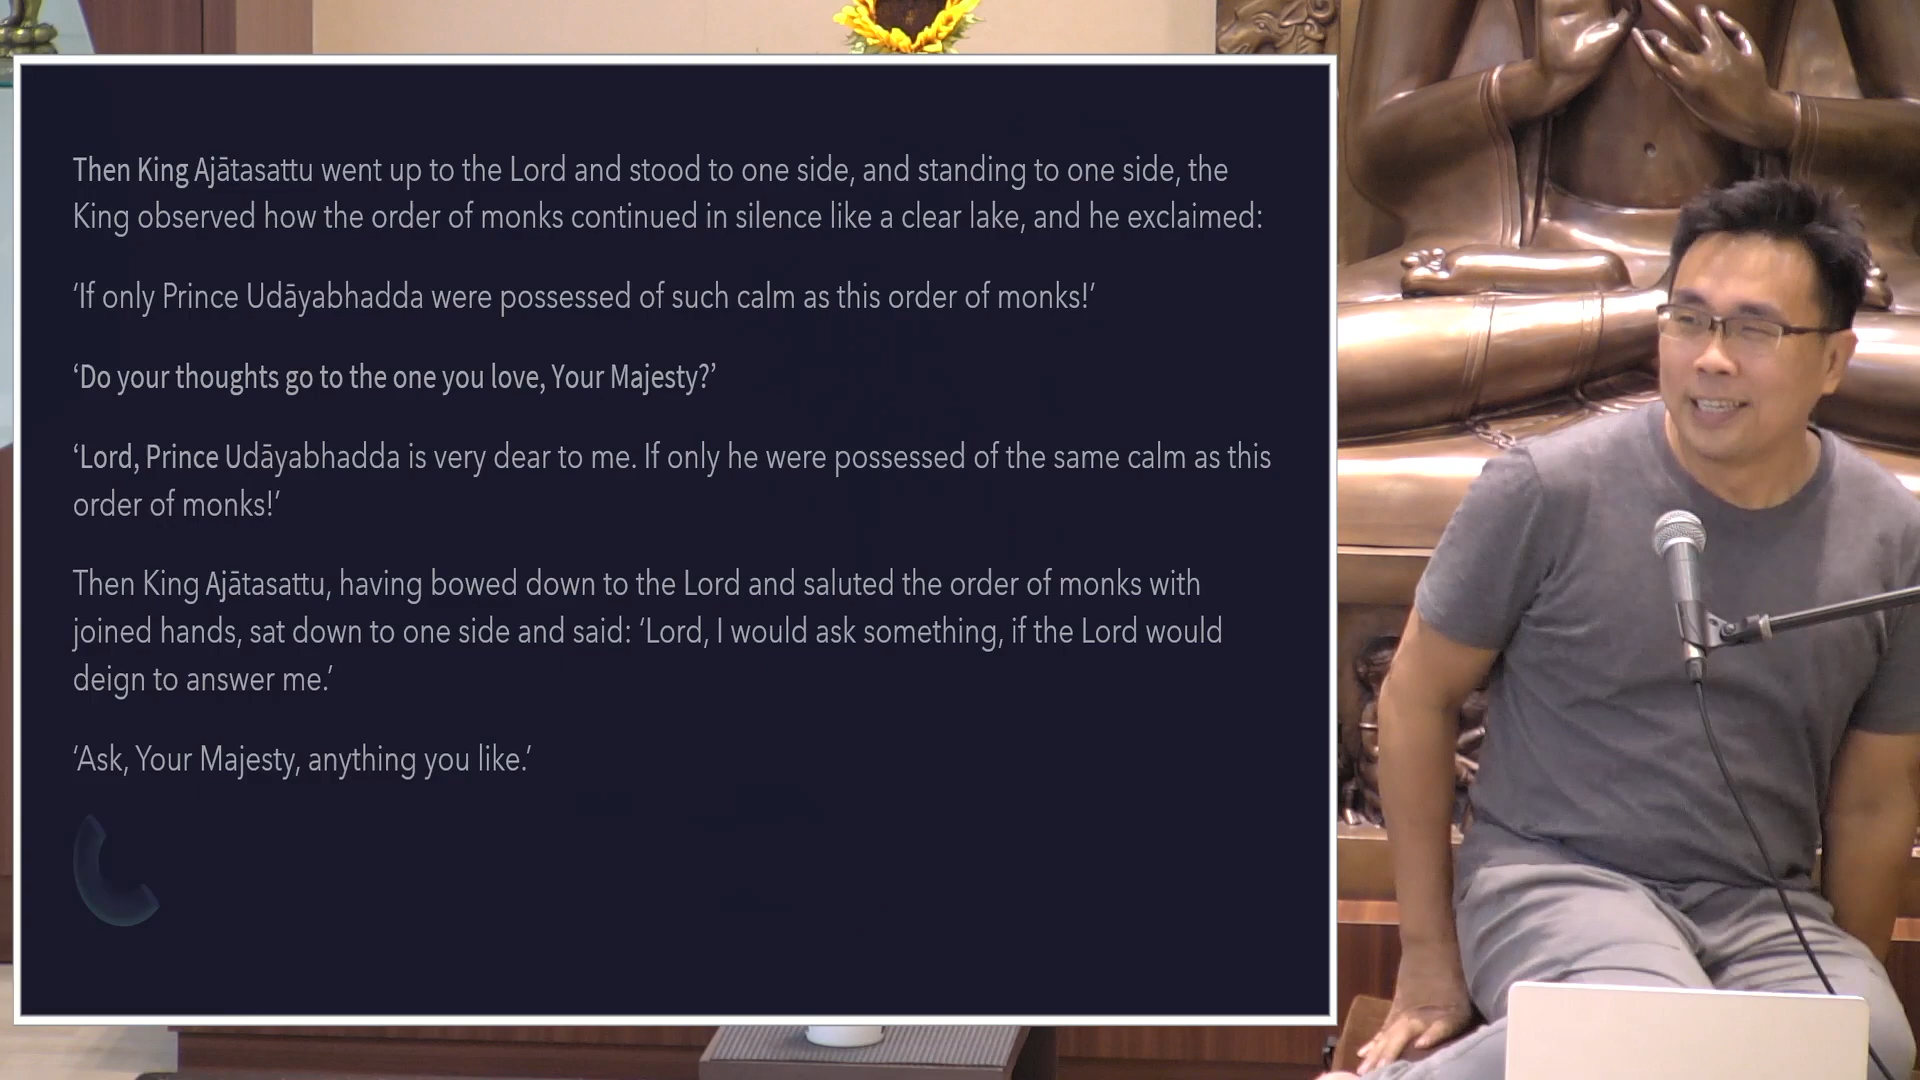 Then King Ajātasattu went up to the Lord and stood to one side, and standing to one side, the
King observed how the order of monks continued in silence like a clear lake, and he exclaimed:
‘If only Prince Udāyabhadda were possessed of such calm as this order of monks!’
‘Do your thoughts go to the one you love, Your Majesty?’
‘Lord, Prince Udāyabhadda is very dear to me. If only he were possessed of the same calm as this
order of monks!’
Then King Ajātasattu, having bowed down to the Lord and saluted the order of monks with
joined hands, sat down to one side and said: ‘Lord, I would ask something, if the Lord would
deign to answer me.’
‘Ask, Your Majesty, anything you like.’